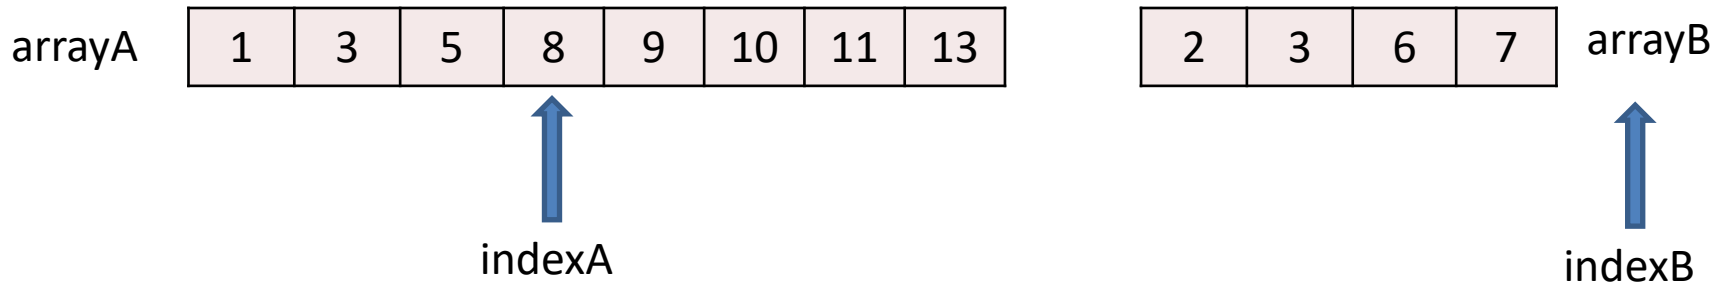 arrayA 1 3 5 8 9 10 11 13 2 3 6 7 arrayB
indexA indexB